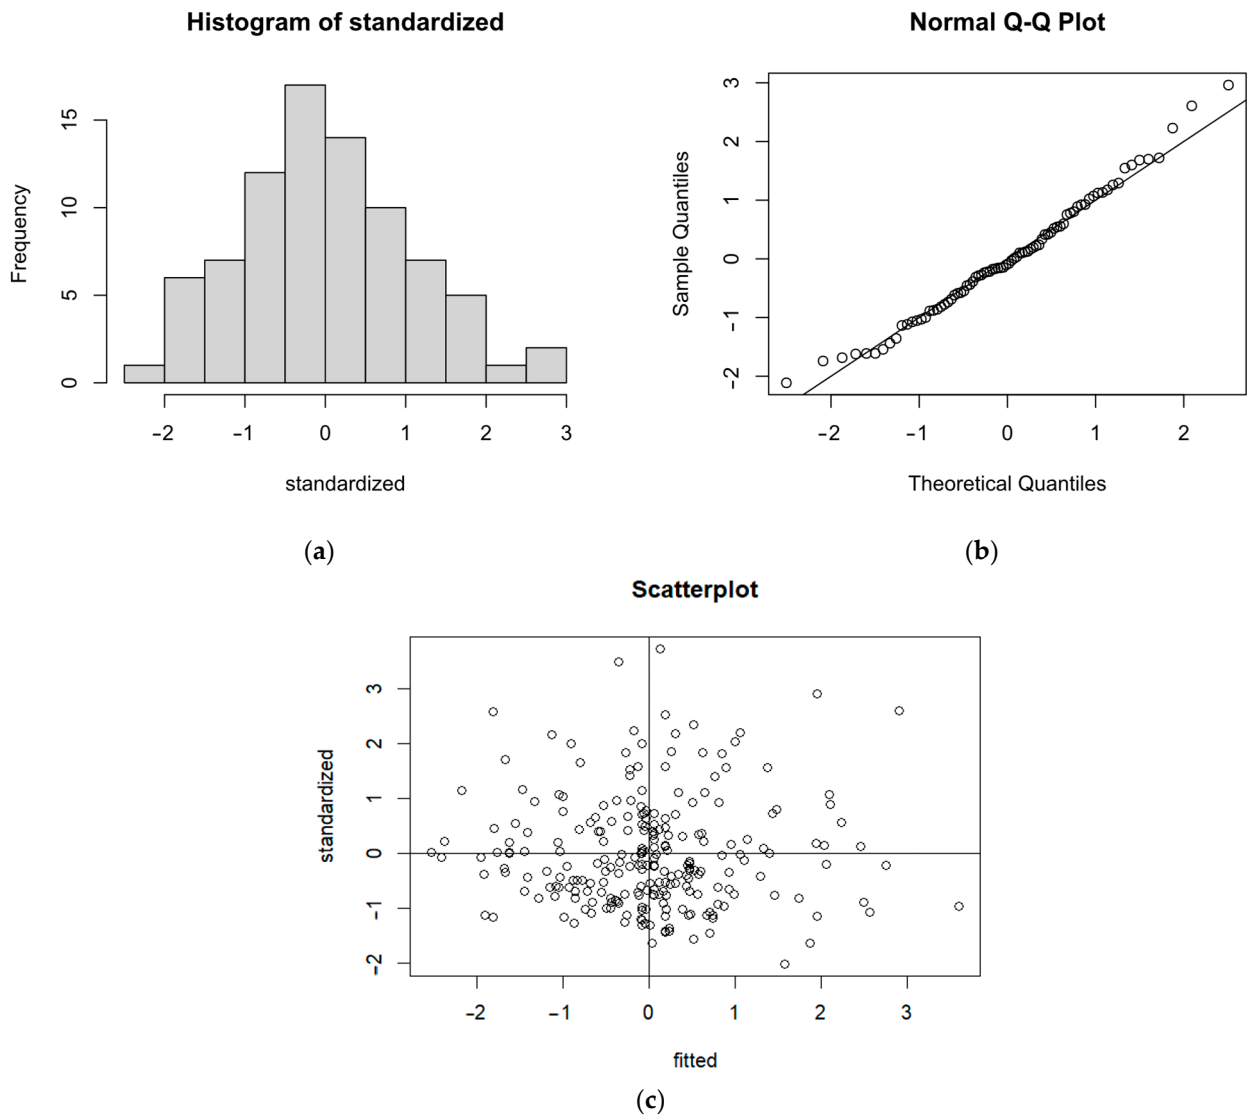 Histogram of standardized
Frequency
15
10
5
0
−2 −1 0 1 2 3
standardized
(a)
Normal Q-Q Plot
Sample Quantiles
3
2
1
0
−1
−2
−2 −1 0 1 2
Theoretical Quantiles
(b)
Scatterplot
standardized
3
2
1
0
−1
−2
−2 −1 0 1 2 3
fitted
(c)